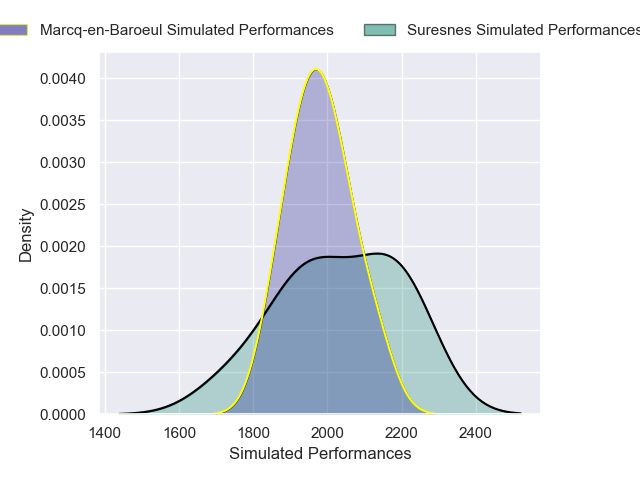 Marcq-en-Baroeul Simulated Performances
Suresnes Simulated Performances
0.0040
0.0035
0.0030
0.0025
0.0020
0.0015
0.0010
0.0005
0.0000
Density
1400 1600 1800 2000 2200 2400
Simulated Performances